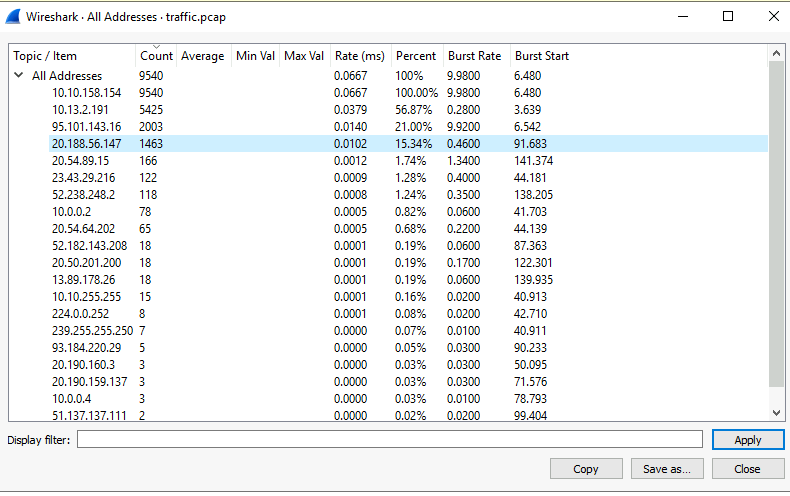 Wireshark · All Addresses · traffic.pcap
Topic / Item Count Average Min Val Max Val Rate (ms) Percent Burst Rate Burst Start
All Addresses 9540 0.0667 100% 9.9800 6.480
10.10.158.154 9540 0.0667 100.00% 9.9800 6.480
10.13.2.191 5425 0.0379 56.87% 0.2800 3.639
95.101.143.16 2003 0.0140 21.00% 9.9200 6.542
20.188.56.147 1463 0.0102 15.34% 0.4600 91.683
20.54.89.15 166 0.0012 1.74% 1.3400 141.374
23.43.29.216 122 0.0009 1.28% 0.4000 44.181
52.238.248.2 118 0.0008 1.24% 0.3500 138.205
10.0.0.2 78 0.0005 0.82% 0.0600 41.703
20.54.64.202 65 0.0005 0.68% 0.2200 44.139
52.182.143.208 18 0.0001 0.19% 0.0600 87.363
20.50.201.200 18 0.0001 0.19% 0.1700 122.301
13.89.178.26 18 0.0001 0.19% 0.0600 139.935
10.10.255.255 15 0.0001 0.16% 0.0200 40.913
224.0.0.252 8 0.0001 0.08% 0.0200 42.710
239.255.255.250 7 0.0000 0.07% 0.0100 40.911
93.184.220.29 5 0.0000 0.05% 0.0300 90.233
20.190.160.3 3 0.0000 0.03% 0.0300 50.095
20.190.159.137 3 0.0000 0.03% 0.0300 71.576
10.0.0.4 3 0.0000 0.03% 0.0100 78.793
51.137.137.111 2 0.0000 0.02% 0.0200 99.404
Display filter: Apply
Copy Save as... Close